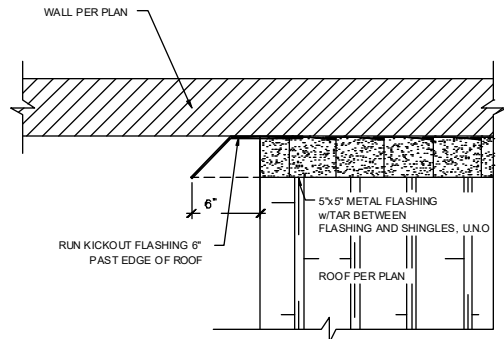 WALL PER PLAN
6"
5"x5" METAL FLASHING
w/TAR BETWEEN
FLASHING AND SHINGLES, U.N.O
RUN KICKOUT FLASHING 6"
PAST EDGE OF ROOF
ROOF PER PLAN